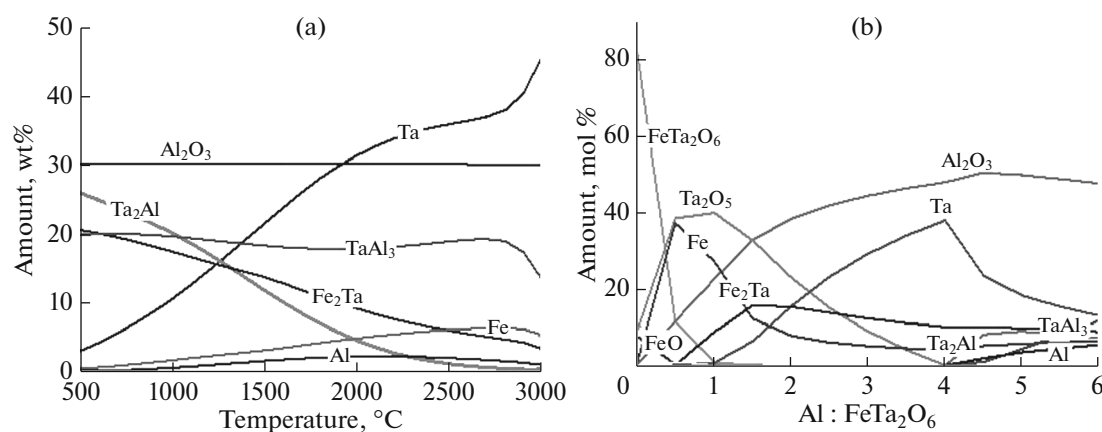 (a)
50
40
30
20
10
0
Amount, wt%
Ta
Al₂O₃
Ta₂Al
TaAl₃
Fe₂Ta
Fe
Al
500 1000 1500 2000 2500 3000
Temperature, °C
(b)
80
60
40
20
0
Amount, mol %
FeTa₂O₆
Al₂O₃
Ta₂O₅
Ta
Fe
Fe₂Ta
FeO
TaAl₃
Ta₂Al
Al
1 2 3 4 5 6
Al : FeTa₂O₆